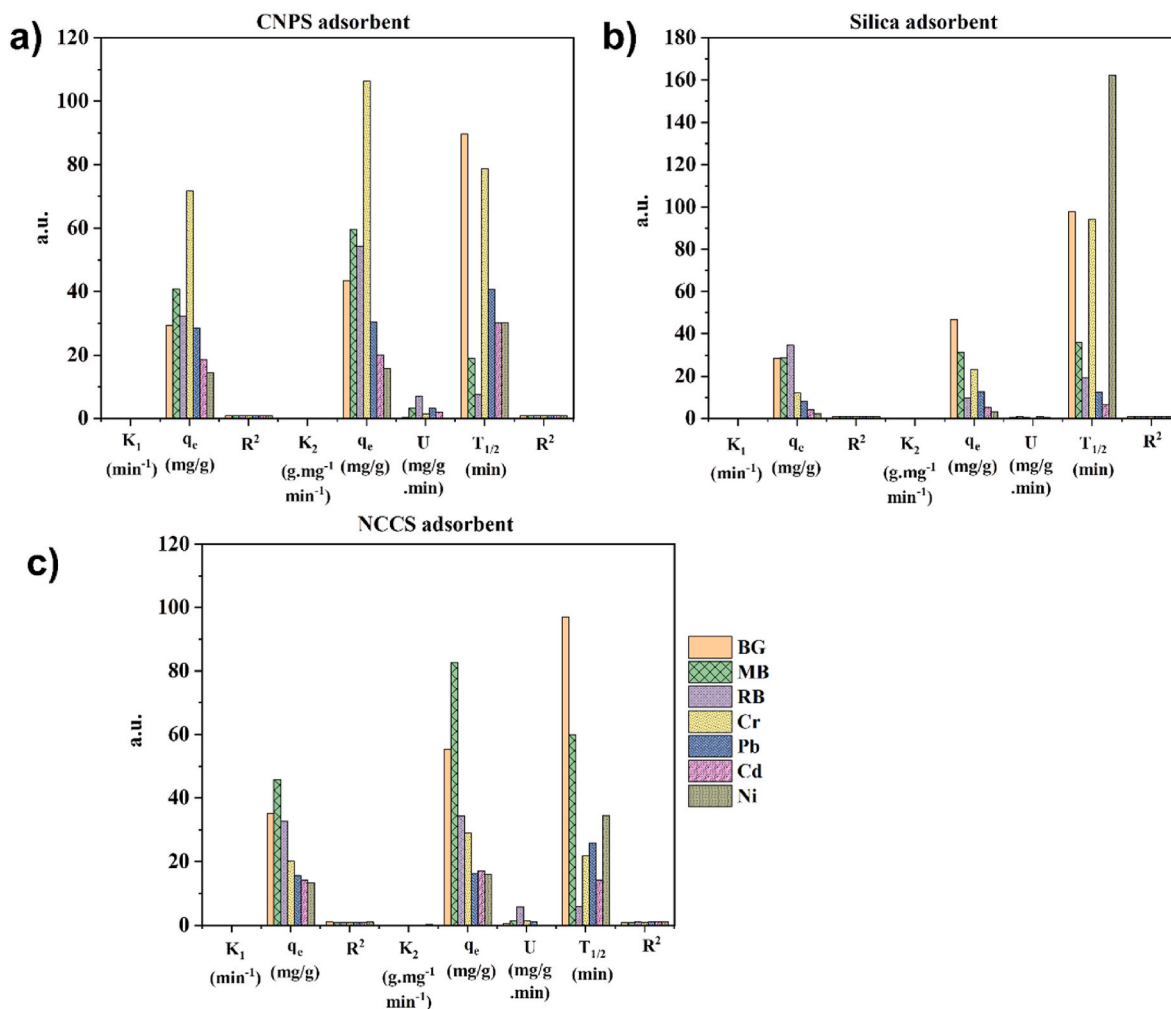 a)
CNPS adsorbent
120
100
80
60
40
20
0
a.u.
K₁ qₑ R² K₂ qₑ U T₁/₂ R²
(min⁻¹) (mg/g) (g.mg⁻¹ (mg/g) (mg/g (min)
min⁻¹) .min)
b)
Silica adsorbent
180
160
140
120
100
80
60
40
20
0
a.u.
K₁ qₑ R² K₂ qₑ U T₁/₂ R²
(min⁻¹) (mg/g) (g.mg⁻¹ (mg/g) (mg/g (min)
min⁻¹) .min)
c)
NCCS adsorbent
120
100
80
60
40
20
0
a.u.
K₁ qₑ R² K₂ qₑ U T₁/₂ R²
(min⁻¹) (mg/g) (g.mg⁻¹ (mg/g) (mg/g (min)
min⁻¹) .min)
BG
MB
RB
Cr
Pb
Cd
Ni